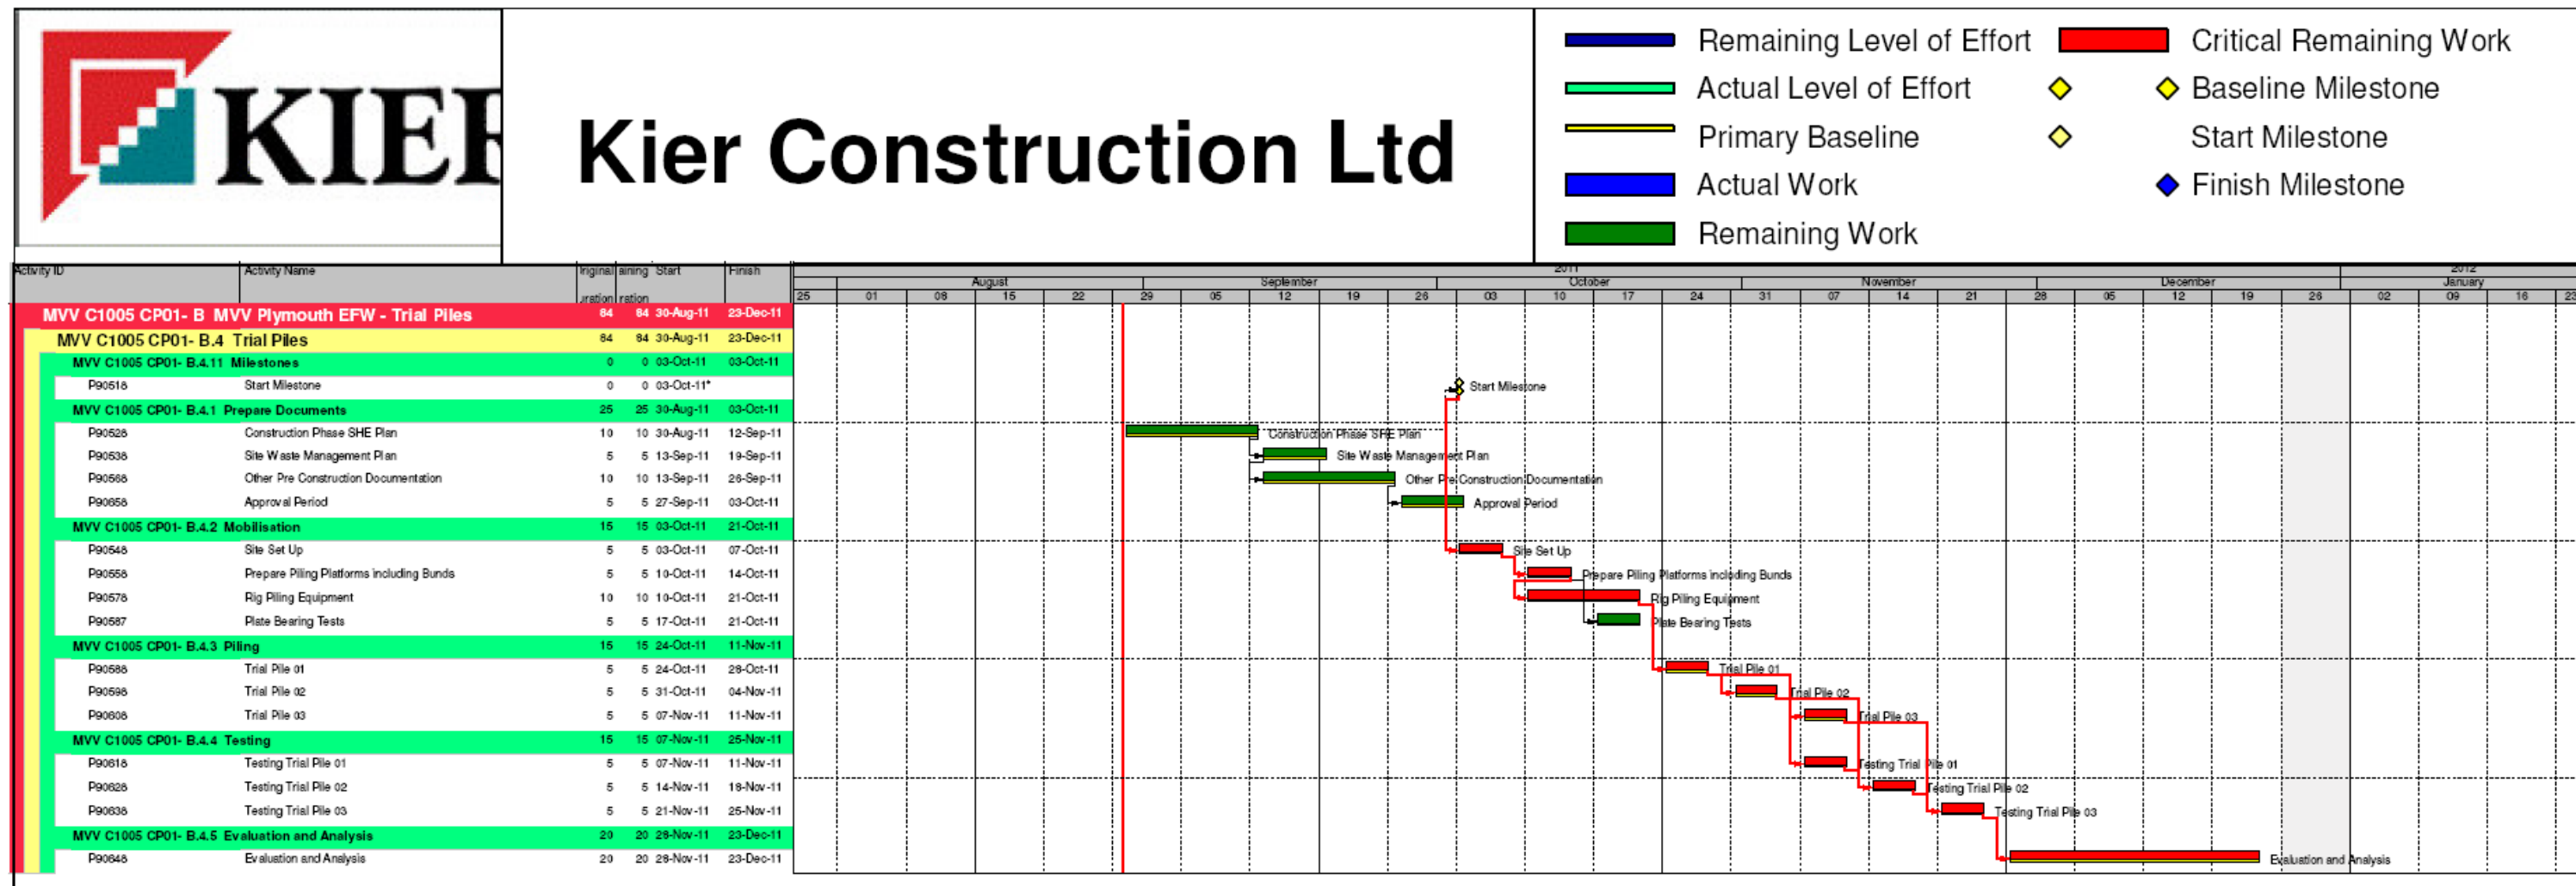 KIER
Kier Construction Ltd
Remaining Level of Effort Critical Remaining Work
Actual Level of Effort Baseline Milestone
Primary Baseline Start Milestone
Actual Work Finish Milestone
Remaining Work
Activity ID Activity Name Start Finish 2011 2012
August September October November December January
25 01 08 15 22 29 05 12 19 26 03 10 17 24 31 07 14 21 28 05 12 19 26 02 09 16 23
MVV C1005 CP01- B MVV Plymouth EFW - Trial Piles 84 84 30-Aug-11 23-Dec-11
MVV C1005 CP01- B.4 Trial Piles 84 84 30-Aug-11 23-Dec-11
MVV C1005 CP01- B.4.11 Milestones 0 0 03-Oct-11 03-Oct-11
P90518 Start Milestone 0 0 03-Oct-11* Start Milestone
MVV C1005 CP01- B.4.1 Prepare Documents 25 25 30-Aug-11 03-Oct-11
P90528 Construction Phase SHE Plan 10 10 30-Aug-11 12-Sep-11 Construction Phase SHE Plan
P90538 Site Waste Management Plan 5 5 13-Sep-11 19-Sep-11 Site Waste Management Plan
P90568 Other Pre Construction Documentation 10 10 13-Sep-11 26-Sep-11 Other Pre Construction Documentation
P90658 Approval Period 5 5 27-Sep-11 03-Oct-11 Approval Period
MVV C1005 CP01- B.4.2 Mobilisation 15 15 03-Oct-11 21-Oct-11
P90548 Site Set Up 5 5 03-Oct-11 07-Oct-11 Site Set Up
P90558 Prepare Piling Platforms including Bunds 5 5 10-Oct-11 14-Oct-11 Prepare Piling Platforms including Bunds
P90578 Rig Piling Equipment 10 10 10-Oct-11 21-Oct-11 Rig Piling Equipment
P90587 Plate Bearing Tests 5 5 17-Oct-11 21-Oct-11 Plate Bearing Tests
MVV C1005 CP01- B.4.3 Piling 15 15 24-Oct-11 11-Nov-11
P90588 Trial Pile 01 5 5 24-Oct-11 28-Oct-11 Trial Pile 01
P90598 Trial Pile 02 5 5 31-Oct-11 04-Nov-11 Trial Pile 02
P90608 Trial Pile 03 5 5 07-Nov-11 11-Nov-11 Trial Pile 03
MVV C1005 CP01- B.4.4 Testing 15 15 07-Nov-11 25-Nov-11
P90618 Testing Trial Pile 01 5 5 07-Nov-11 11-Nov-11 Testing Trial Pile 01
P90628 Testing Trial Pile 02 5 5 14-Nov-11 18-Nov-11 Testing Trial Pile 02
P90638 Testing Trial Pile 03 5 5 21-Nov-11 25-Nov-11 Testing Trial Pile 03
MVV C1005 CP01- B.4.5 Evaluation and Analysis 20 20 28-Nov-11 23-Dec-11
P90648 Evaluation and Analysis 20 20 28-Nov-11 23-Dec-11 Evaluation and Analysis